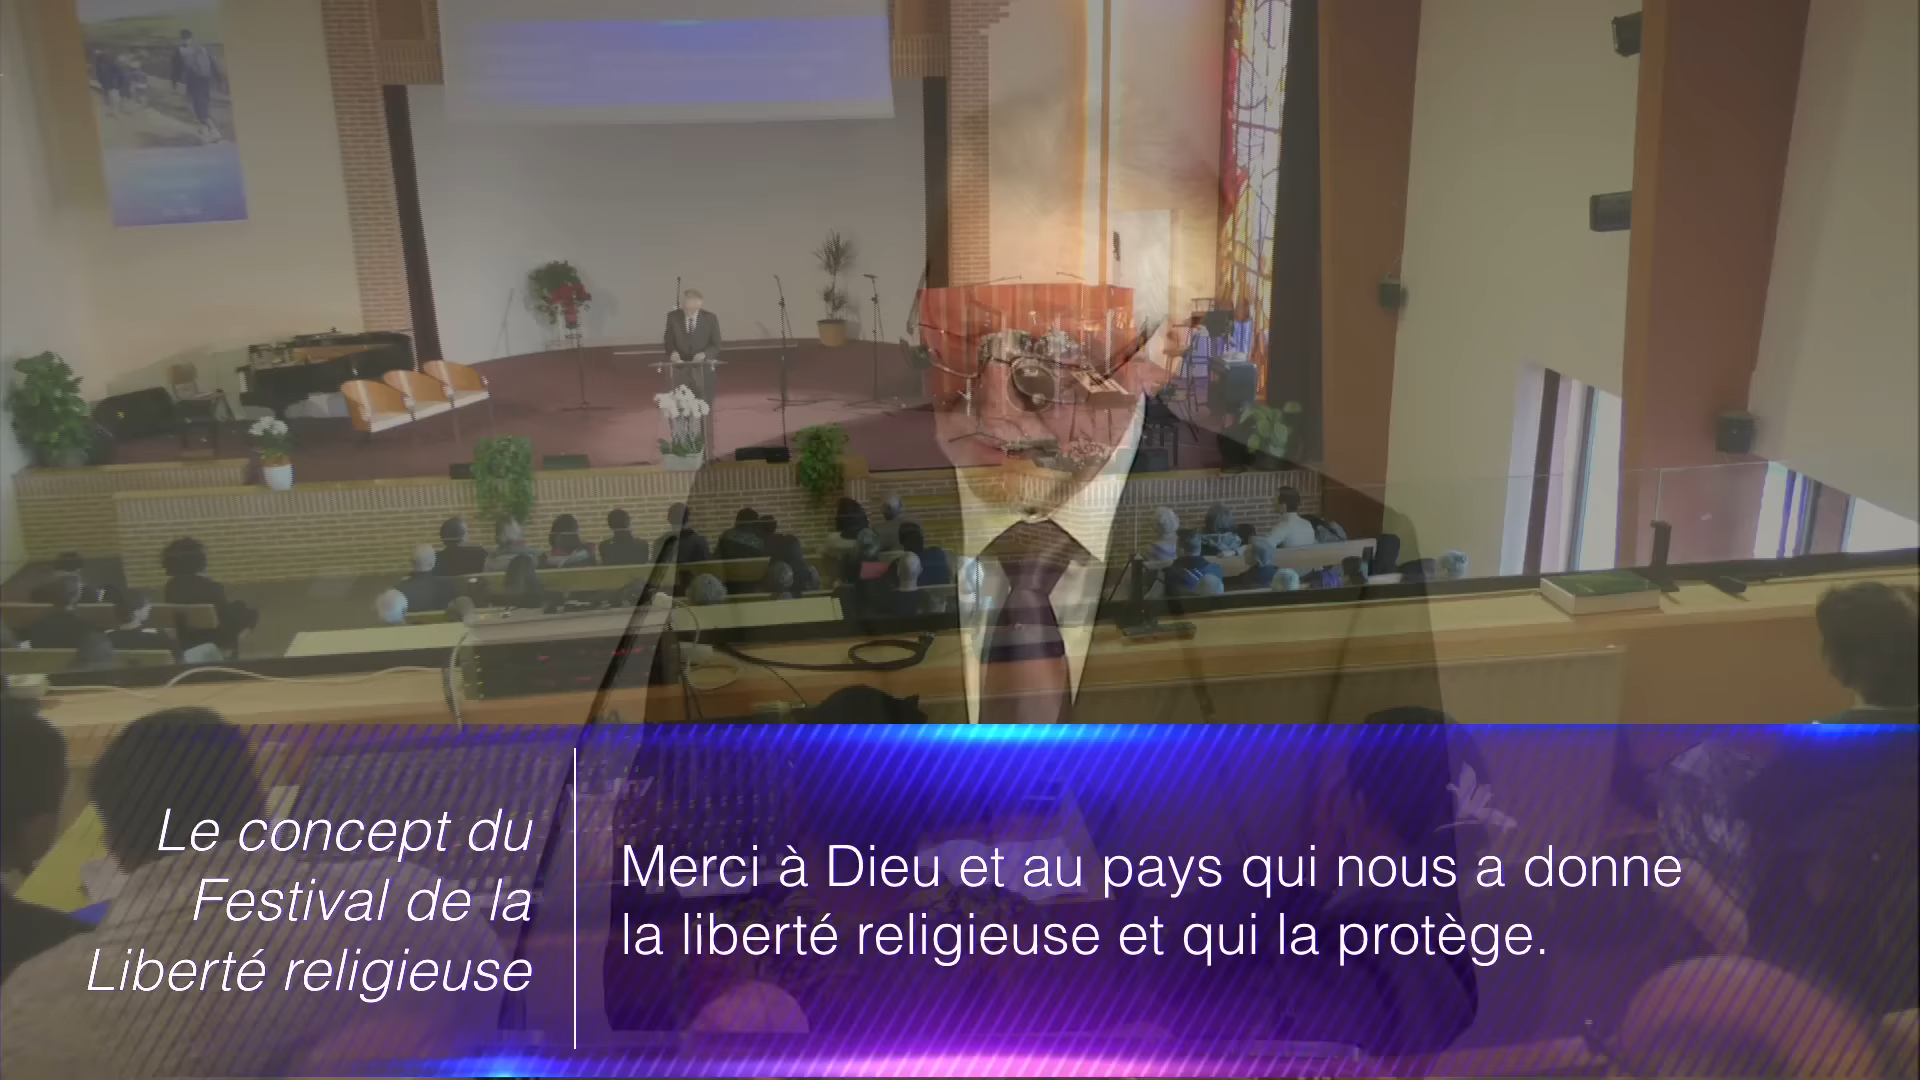 Le concept du
Festival de la
Liberté religieuse
Merci à Dieu et au pays qui nous a donne
la liberté religieuse et qui la protège.